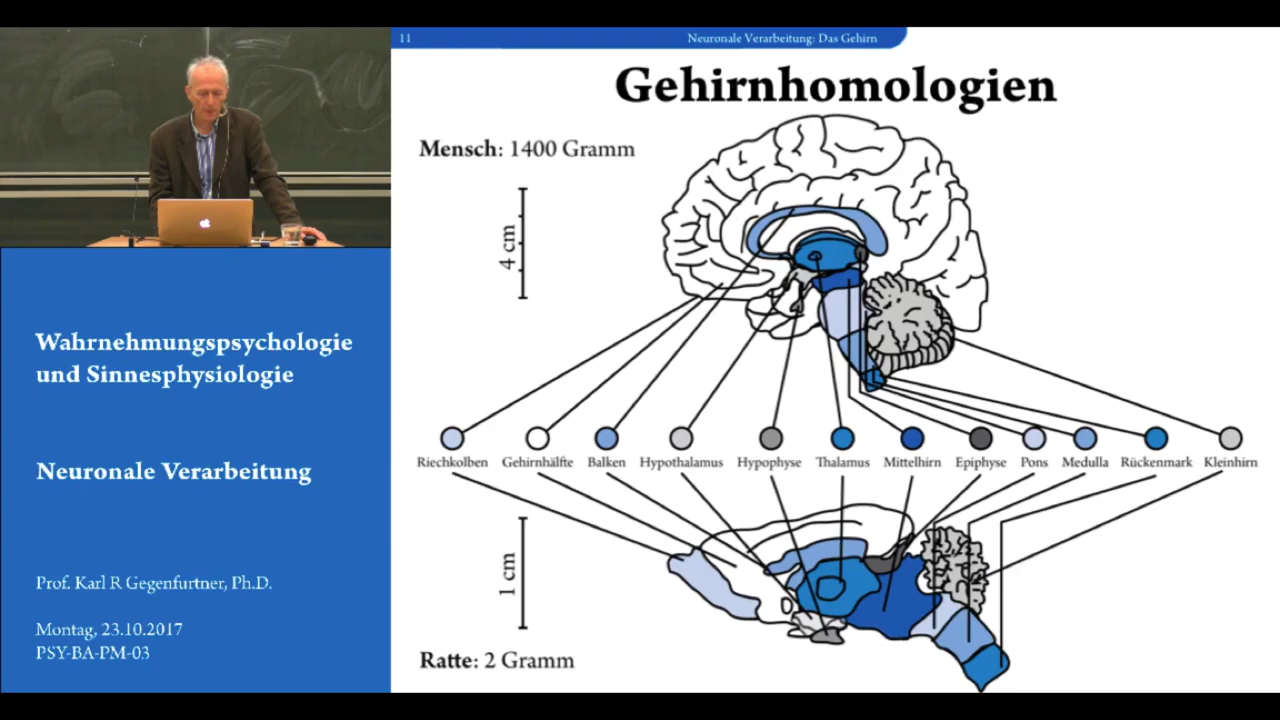 11
Neuronale Verarbeitung: Das Gehirn
Gehirnhomologien
Mensch: 1400 Gramm
4 cm
Wahrnehmungspsychologie
und Sinnesphysiologie
Neuronale Verarbeitung
Riechkolben Gehirnhälfte Balken Hypothalamus Hypophyse Thalamus Mittelhirn Epiphyse Pons Medulla Rückenmark Kleinhirn
1 cm
Prof. Karl R Gegenfurtner, Ph.D.
Montag, 23.10.2017
PSY-BA-PM-03
Ratte: 2 Gramm